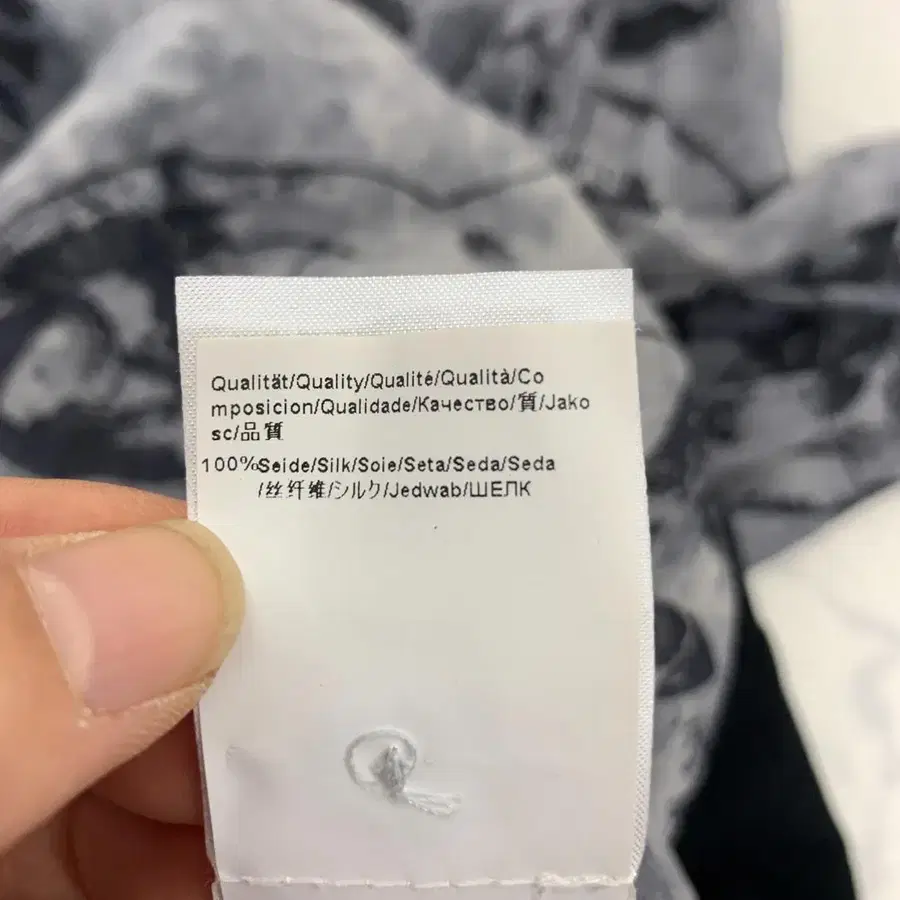 Qualität/Quality/Qualité/Qualità/Co
mposicion/Qualidade/Качество/質/Jako
sc/品質
100%Seide/Silk/Soie/Seta/Seda/Seda
/丝纤维/シルク/Jedwab/ШЕЛК